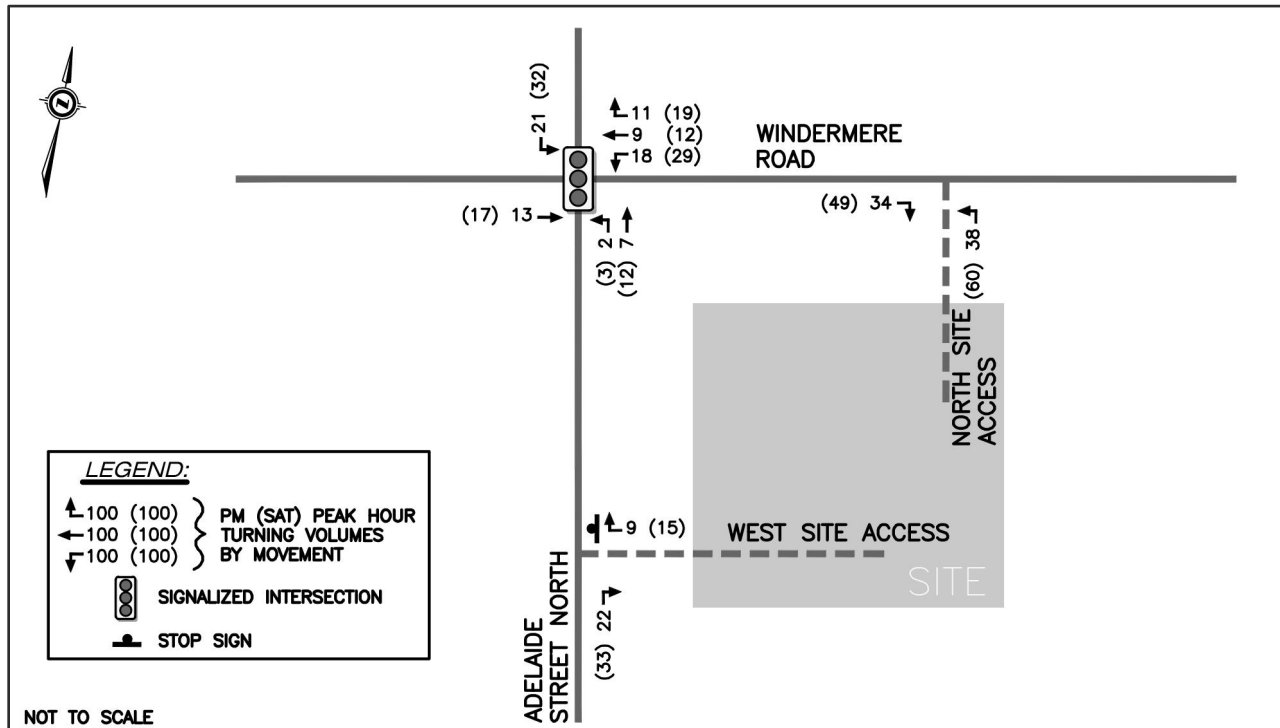 N
21 (32)
11 (19)
9 (12)
18 (29)
WINDERMERE
ROAD
(17) 13
(3) 2
(12) 7
(49) 34
(60) 38
NORTH SITE
ACCESS
LEGEND:
100 (100)
100 (100)
100 (100)
PM (SAT) PEAK HOUR
TURNING VOLUMES
BY MOVEMENT
SIGNALIZED INTERSECTION
STOP SIGN
9 (15)
WEST SITE ACCESS
SITE
(33) 22
ADELAIDE
STREET NORTH
NOT TO SCALE